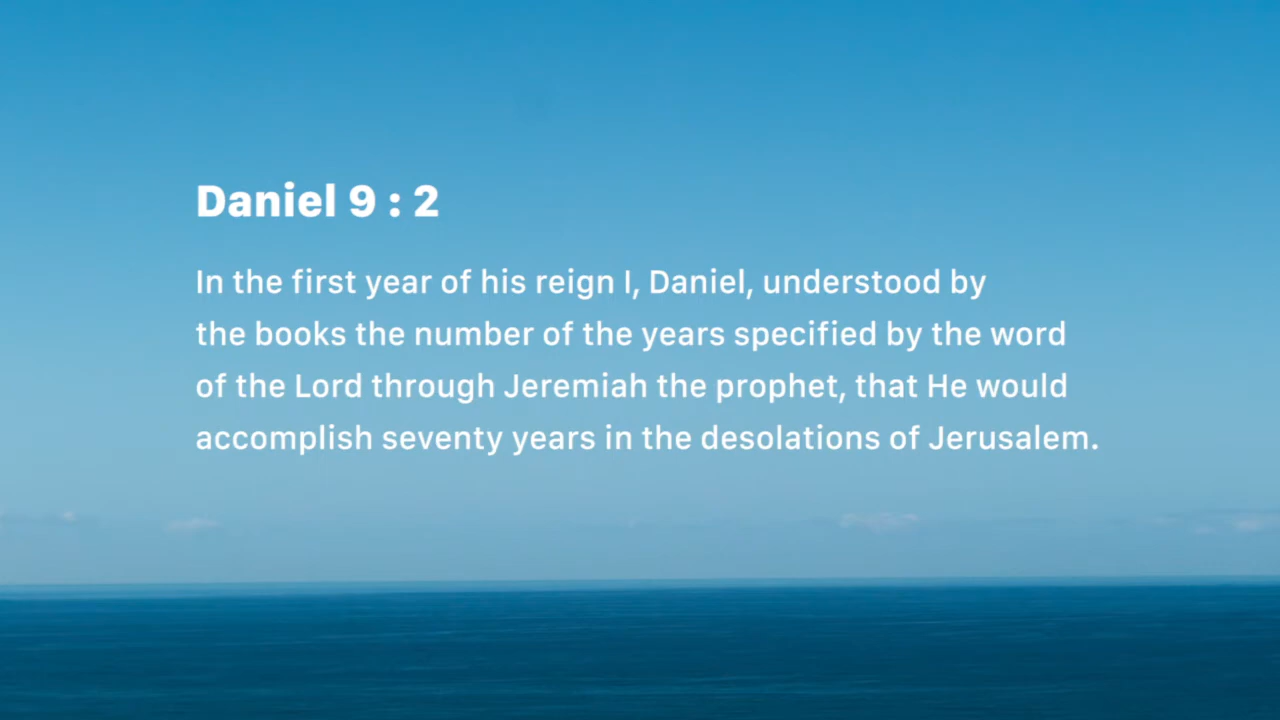 Daniel 9 : 2
In the first year of his reign I, Daniel, understood by
the books the number of the years specified by the word
of the Lord through Jeremiah the prophet, that He would
accomplish seventy years in the desolations of Jerusalem.